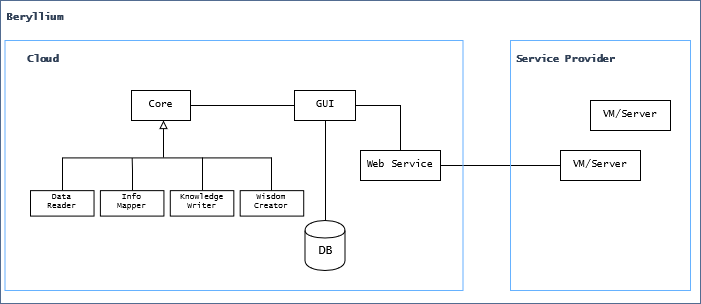 Beryllium
Cloud
Service Provider
Core
GUI
VM/Server
Web Service
VM/Server
Data
Reader
Info
Mapper
Knowledge
Writer
Wisdom
Creator
DB